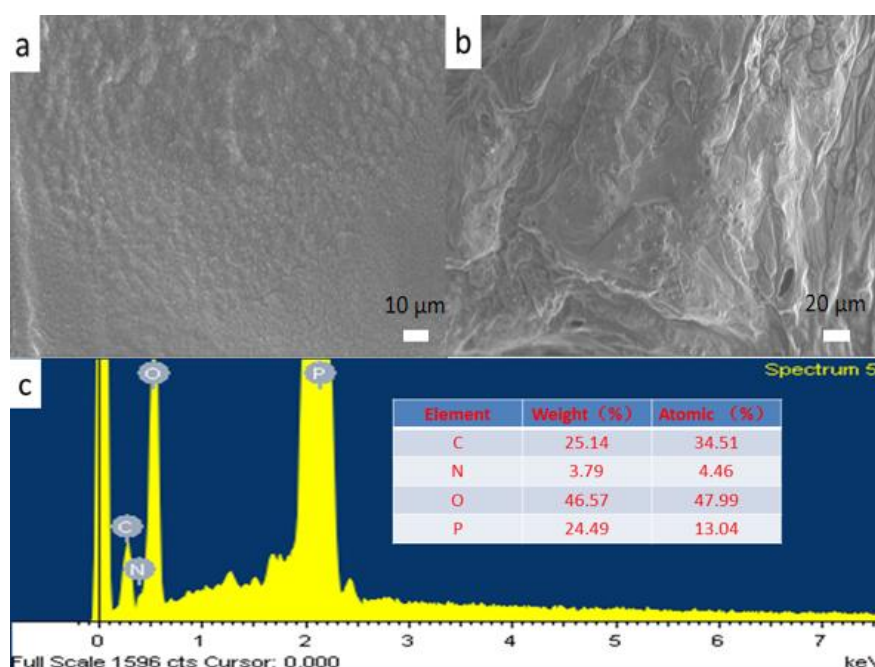 a
b
10 μm
20 μm
c
O
P
Spectrum 5
Element Weight（%） Atomic （%）
C 25.14 34.51
N 3.79 4.46
O 46.57 47.99
P 24.49 13.04
C
N
0 1 2 3 4 5 6 7
Full Scale 1596 cts Cursor: 0.000